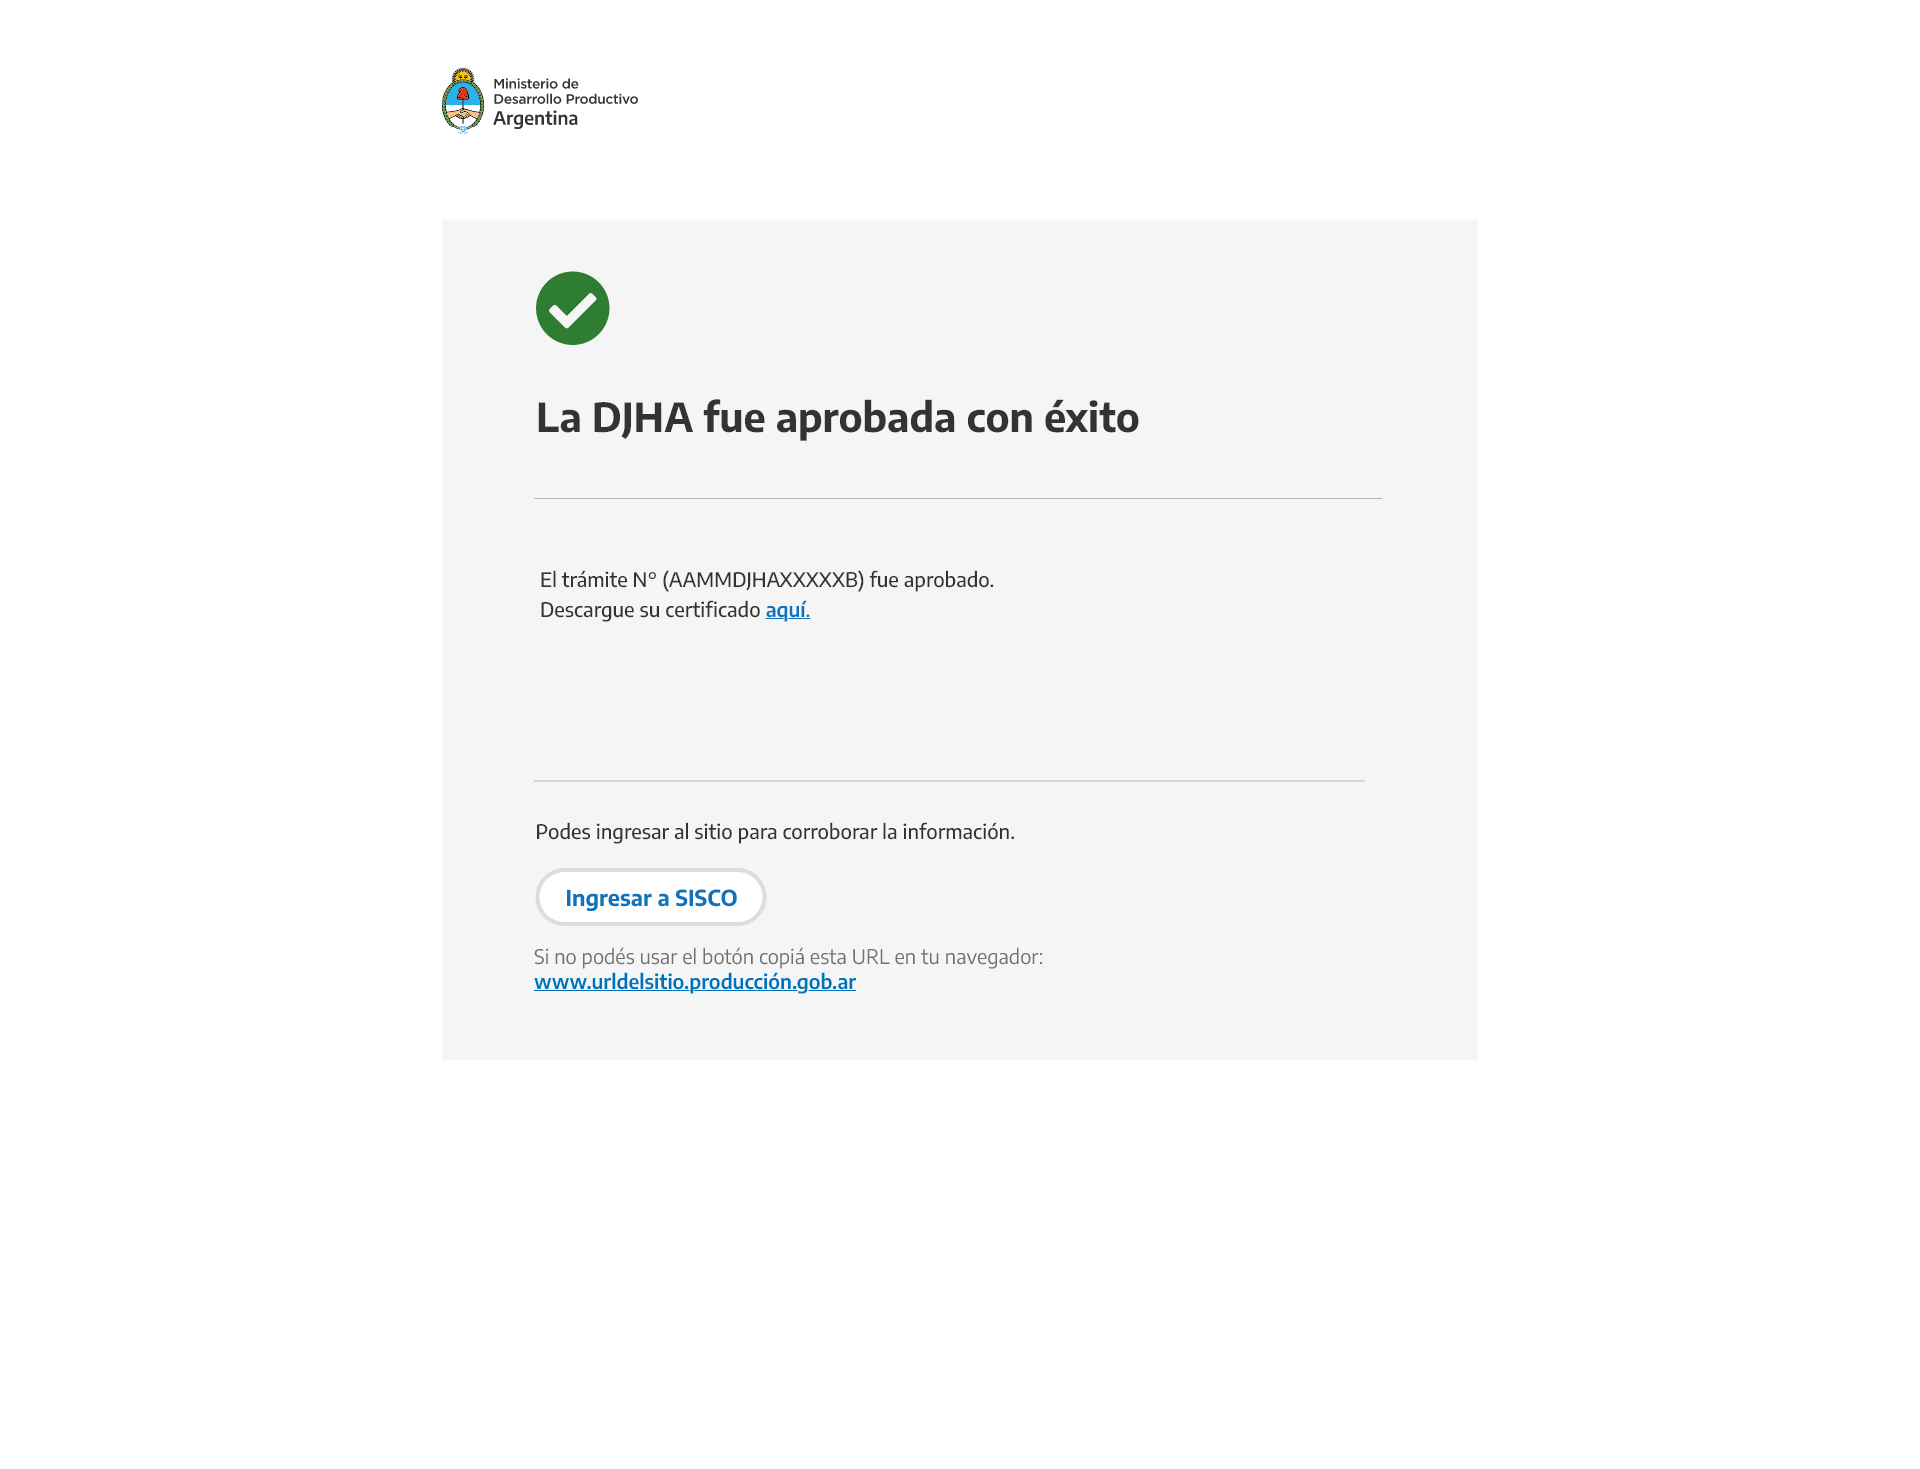 Ministerio de
Desarrollo Productivo
Argentina
La DJHA fue aprobada con éxito
El trámite N° (AAMMDJHAXXXXXB) fue aprobado.
Descargue su certificado aquí.
Podes ingresar al sitio para corroborar la información.
Ingresar a SISCO
Si no podés usar el botón copiá esta URL en tu navegador:
www.urldelsitio.producción.gob.ar